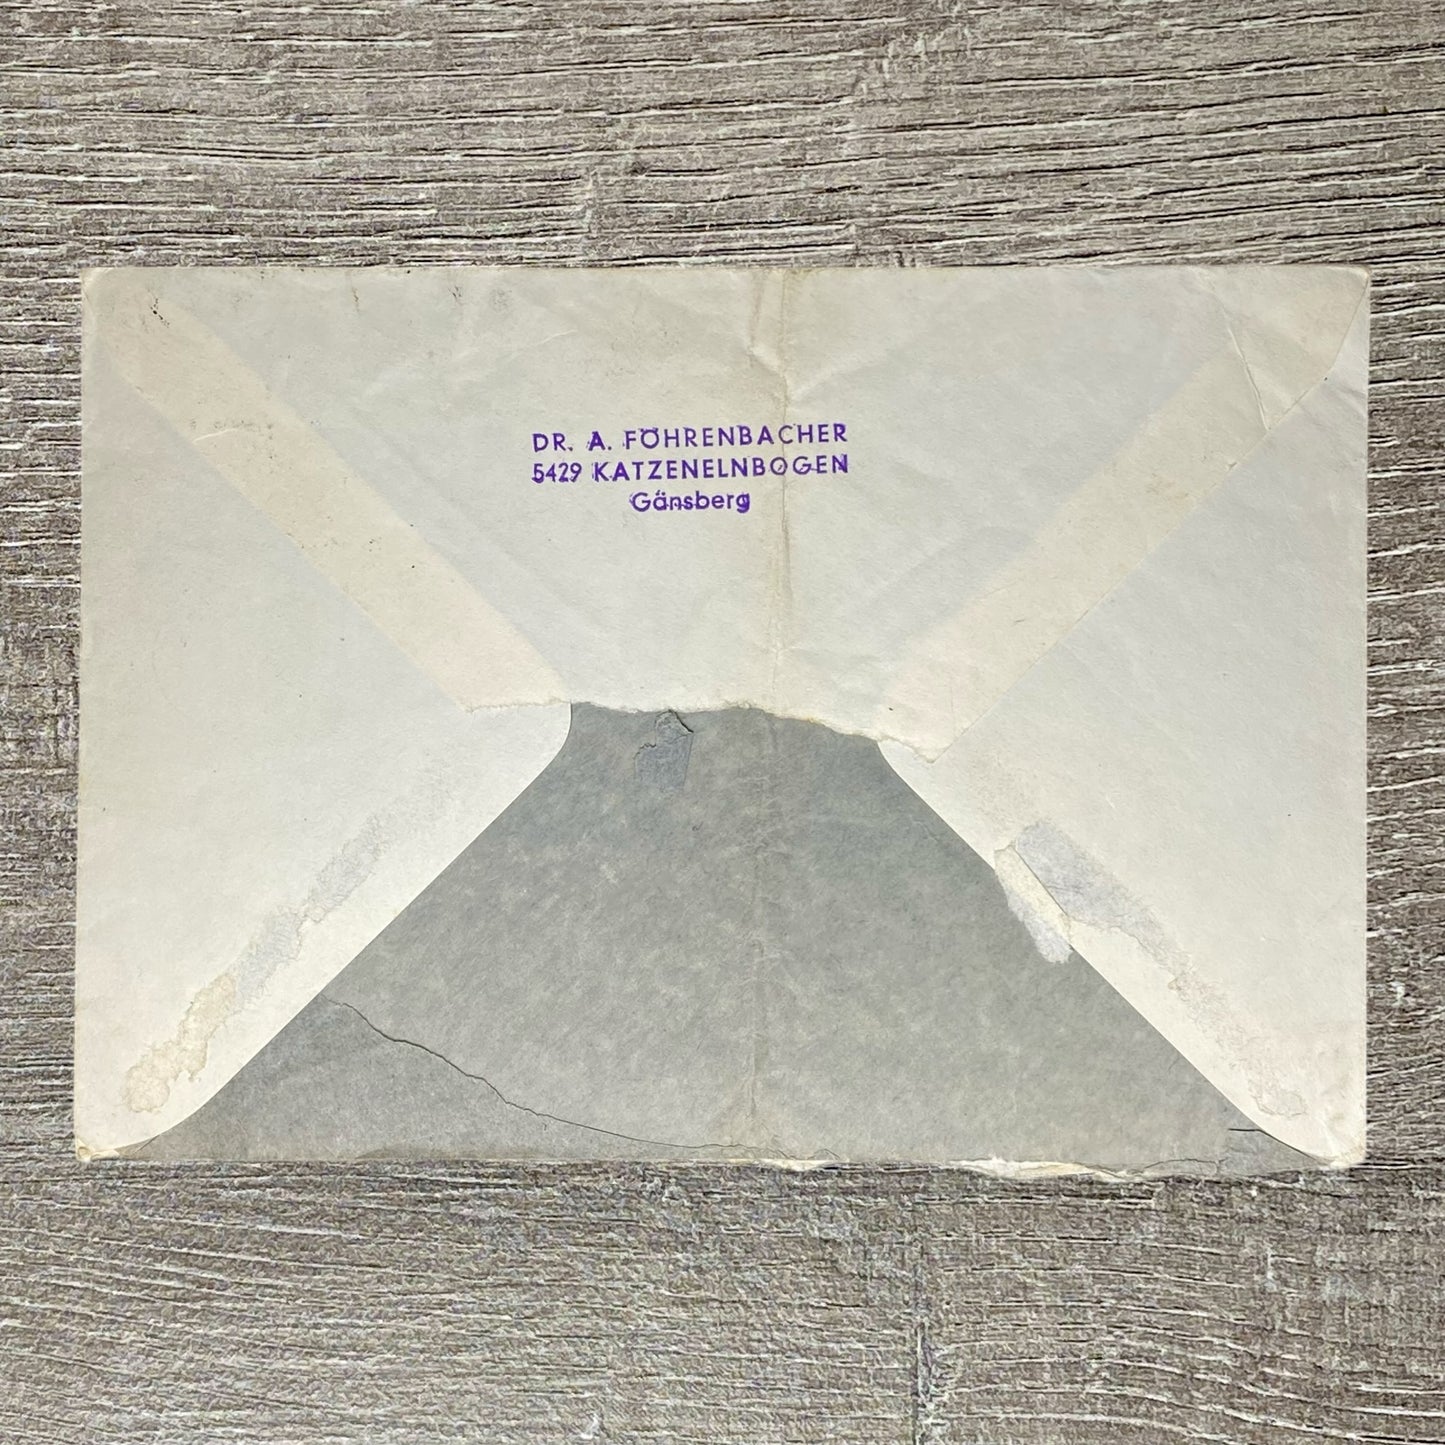 DR. A. FÖHRENBACHER
5429 KATZENELNBOGEN
Gänsberg